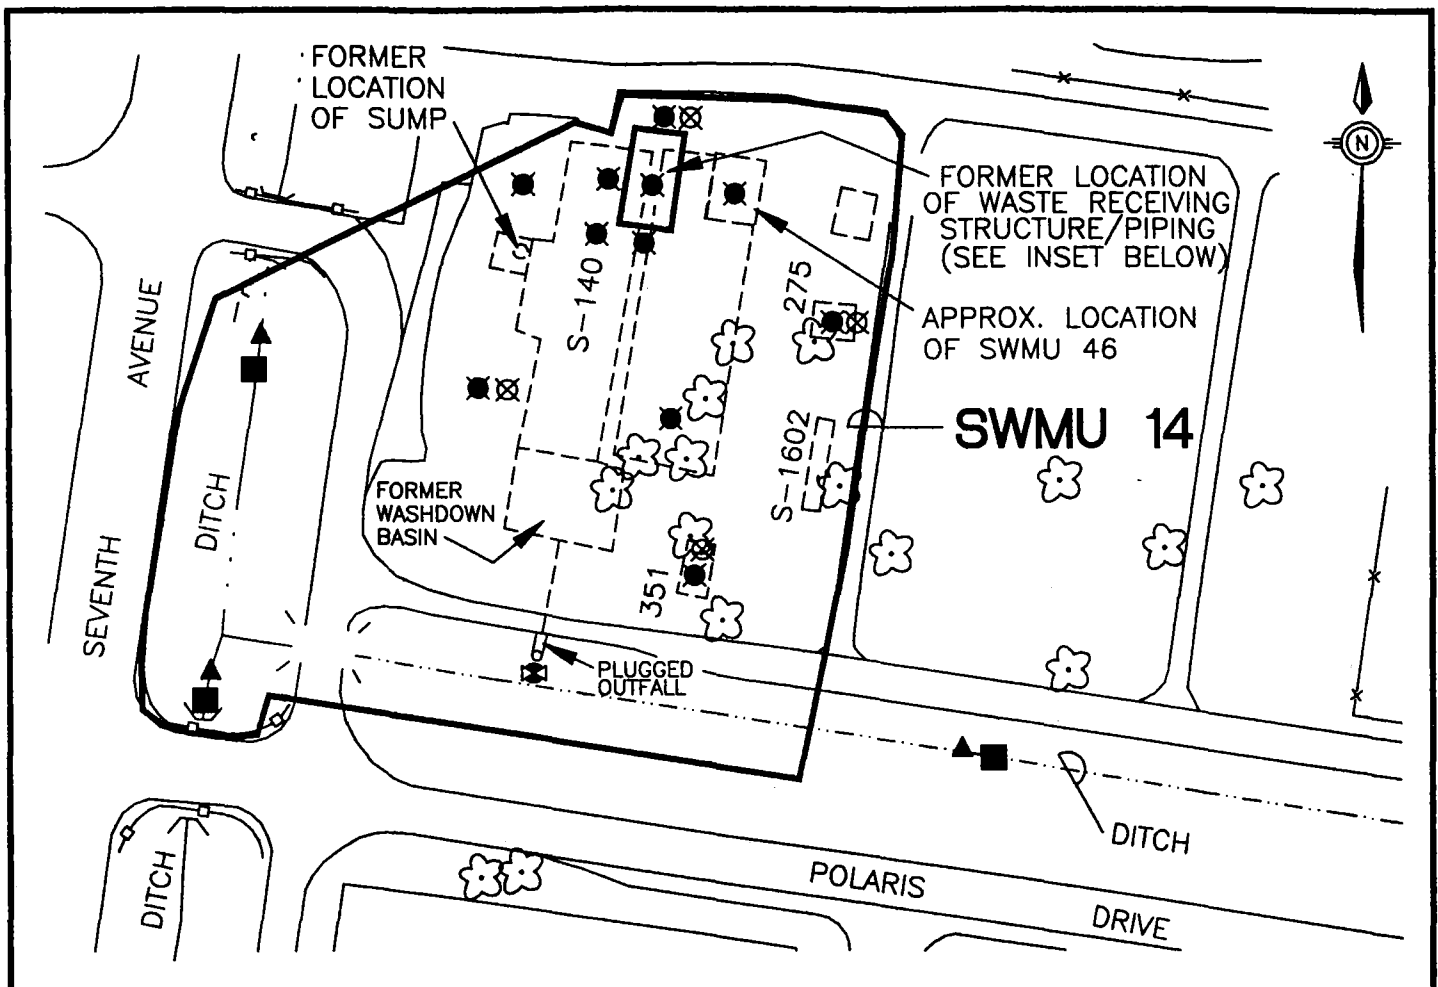 FORMER
LOCATION
OF SUMP
N
FORMER LOCATION
OF WASTE RECEIVING
STRUCTURE/PIPING
(SEE INSET BELOW)
APPROX. LOCATION
OF SWMU 46
S-140
275
AVENUE
SWMU 14
S-1602
DITCH
FORMER
WASHDOWN
BASIN
SEVENTH
351
PLUGGED
OUTFALL
DITCH
DITCH
POLARIS
DRIVE